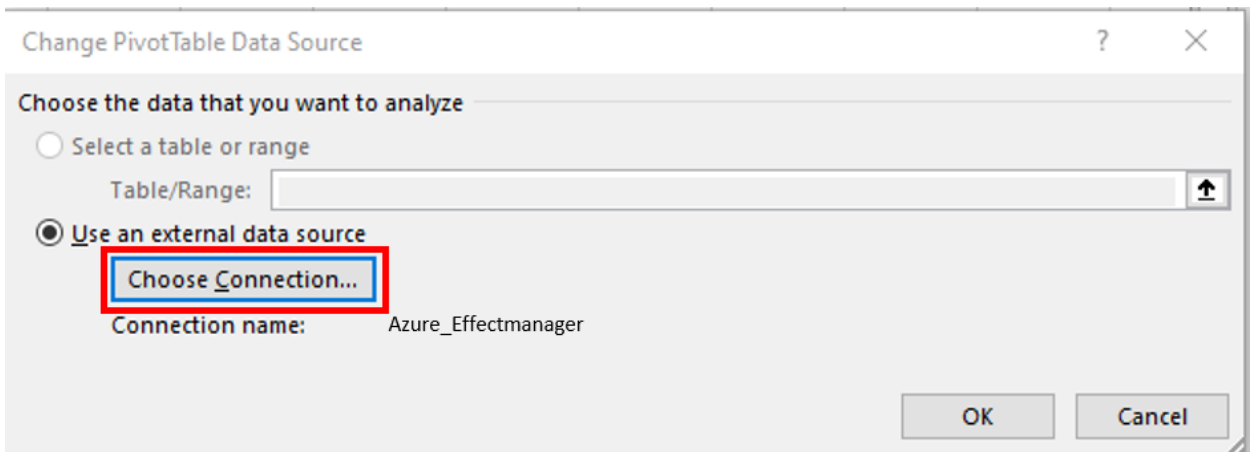 Change PivotTable Data Source ?
Choose the data that you want to analyze
Select a table or range
Table/Range:
Use an external data source
Choose Connection...
Connection name: Azure_Effectmanager
OK Cancel